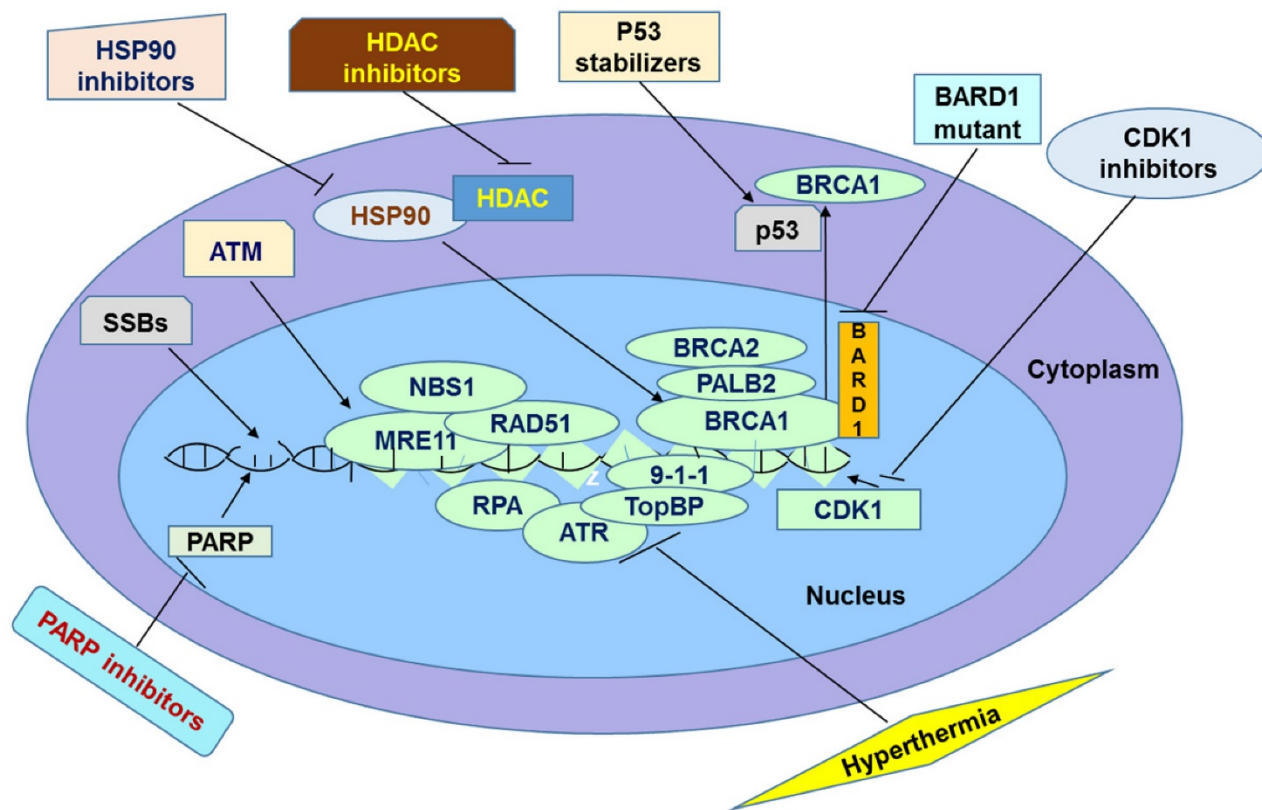 HSP90
inhibitors
HDAC
inhibitors
P53
stabilizers
BARD1
mutant
CDK1
inhibitors
BRCA1
HSP90
HDAC
p53
ATM
SSBs
B
A
R
D
1
BRCA2
PALB2
BRCA1
NBS1
RAD51
MRE11
Cytoplasm
9-1-1
Z
TopBP
RPA
ATR
CDK1
PARP
Nucleus
PARP inhibitors
Hyperthermia